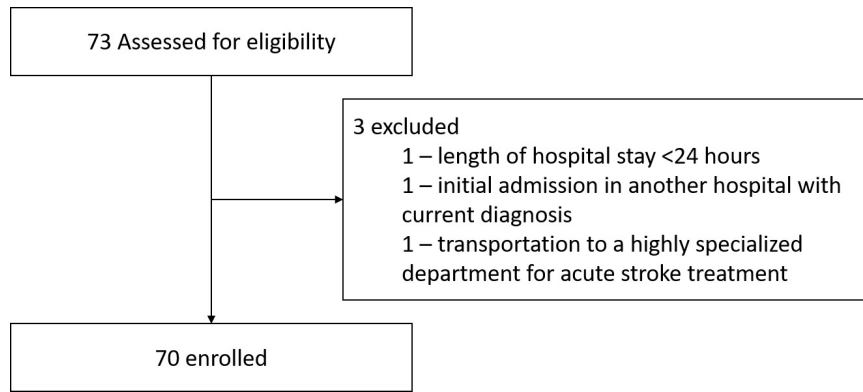 73 Assessed for eligibility
3 excluded
1 – length of hospital stay <24 hours
1 – initial admission in another hospital with
current diagnosis
1 – transportation to a highly specialized
department for acute stroke treatment
70 enrolled